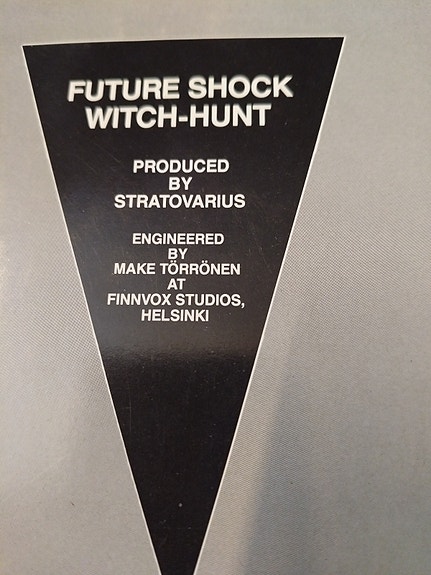 FUTURE SHOCK
WITCH-HUNT
PRODUCED
BY
STRATOVARIUS
ENGINEERED
BY
MAKE TÖRRÖNEN
AT
FINNVOX STUDIOS,
HELSINKI